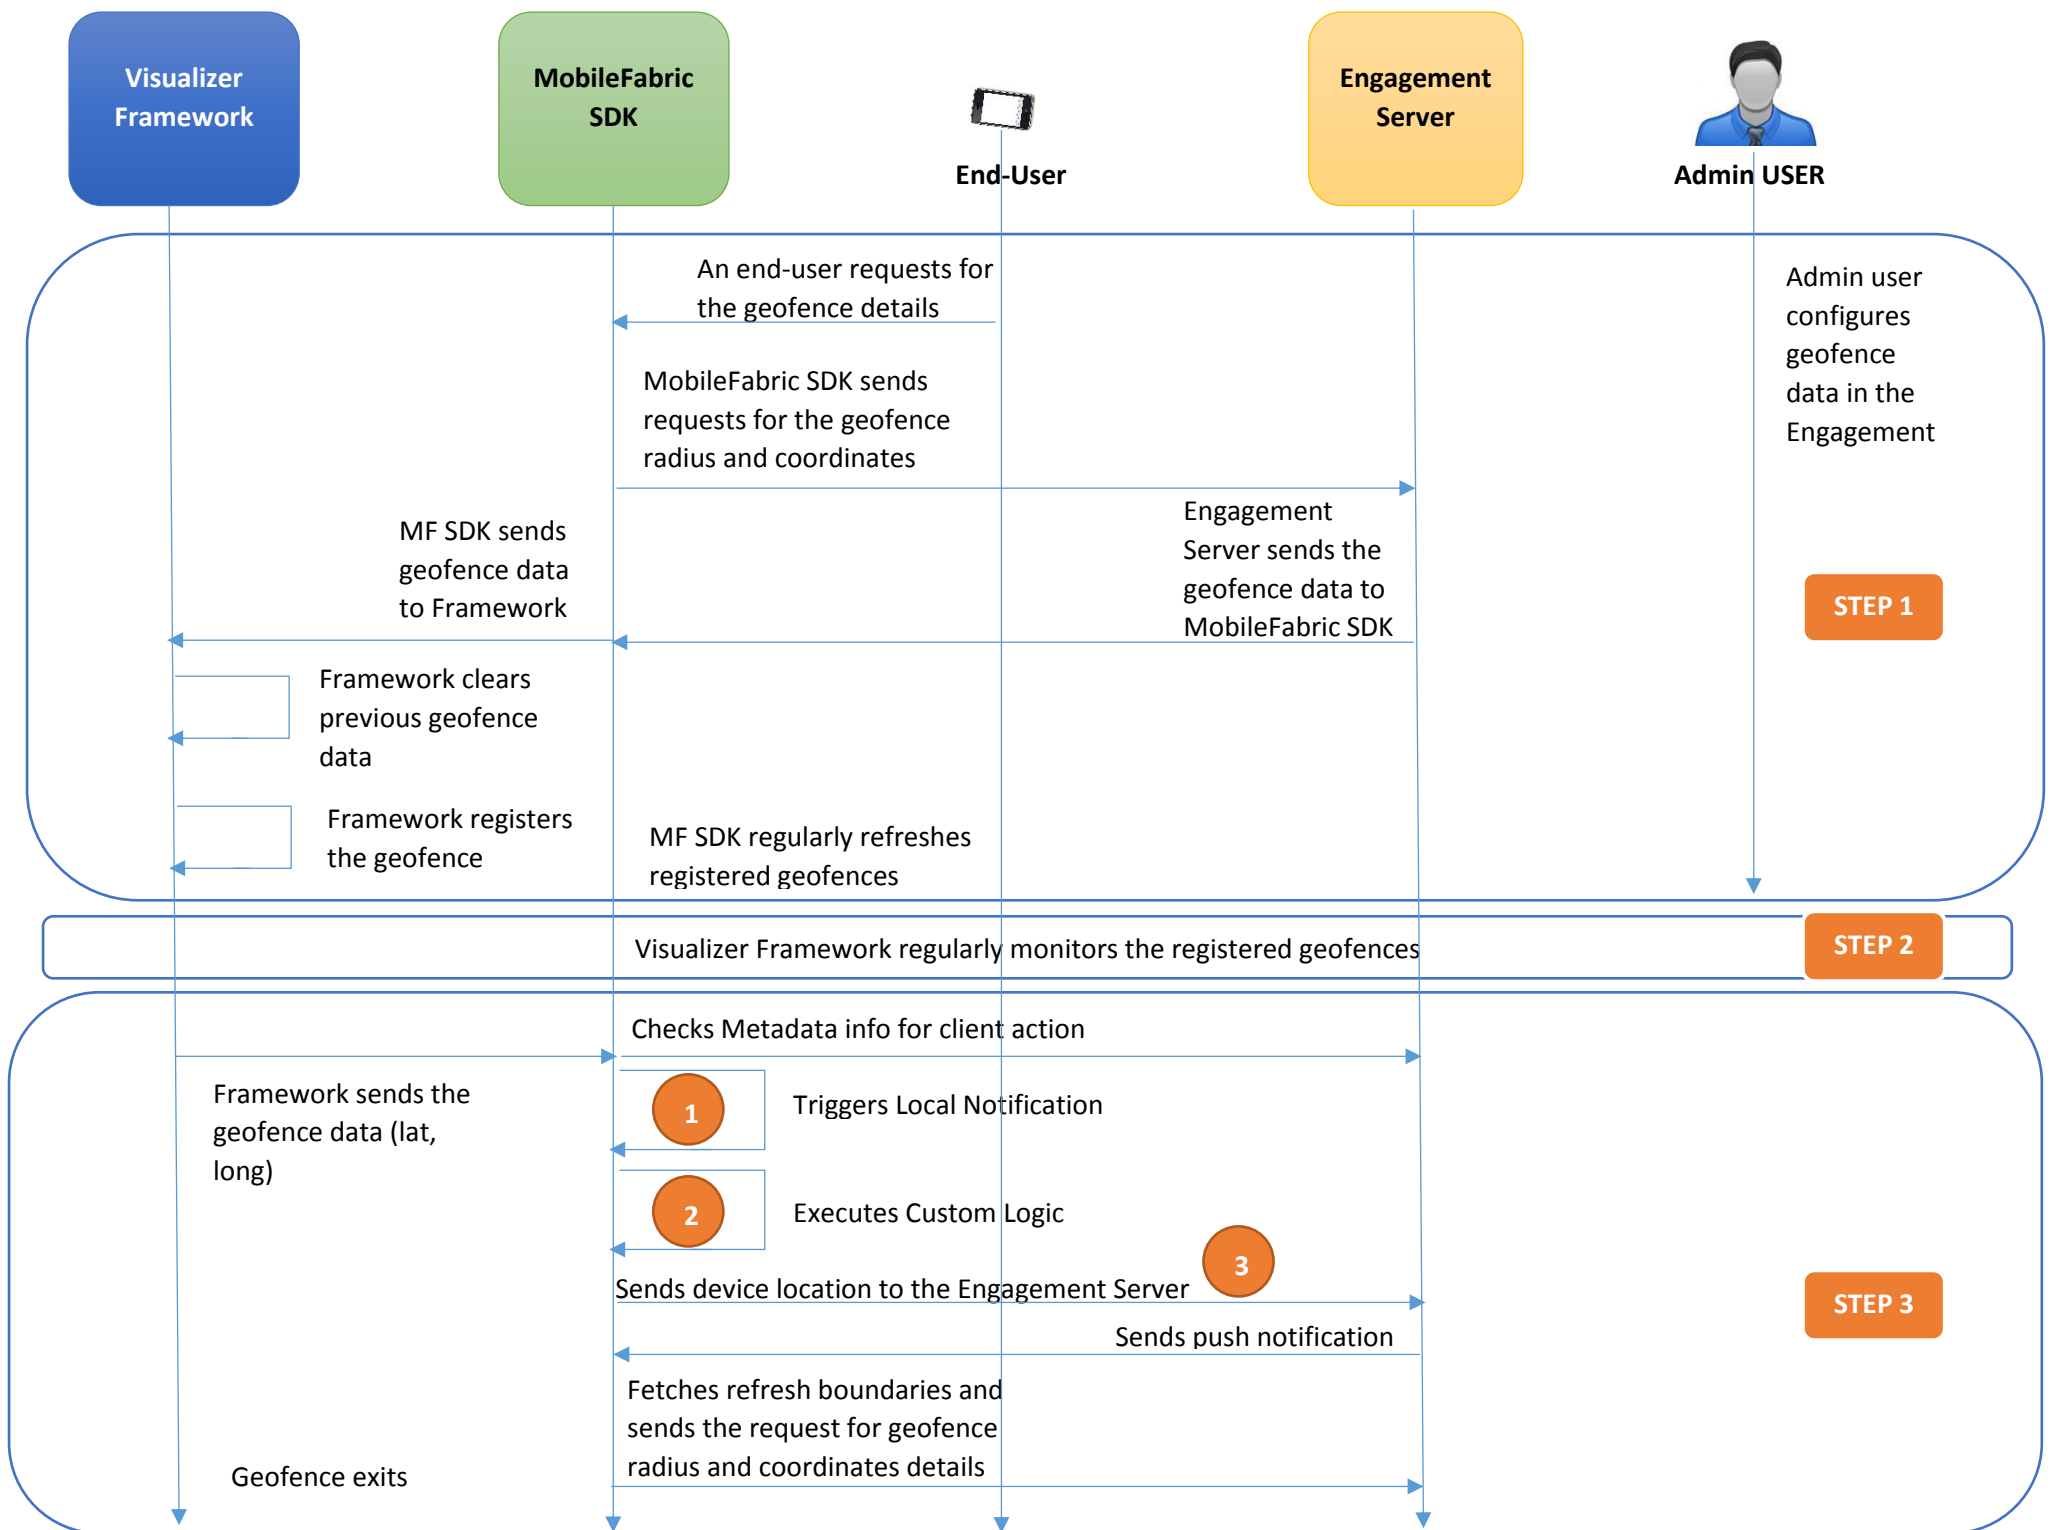 Visualizer
Framework
MobileFabric
SDK
End-User
Engagement
Server
Admin USER
An end-user requests for
the geofence details
Admin user
configures
geofence
data in the
Engagement
MobileFabric SDK sends
requests for the geofence
radius and coordinates
MF SDK sends
geofence data
to Framework
Engagement
Server sends the
geofence data to
MobileFabric SDK
STEP 1
Framework clears
previous geofence
data
Framework registers
the geofence
MF SDK regularly refreshes
registered geofences
Visualizer Framework regularly monitors the registered geofences
STEP 2
Checks Metadata info for client action
Framework sends the
geofence data (lat,
long)
1
Triggers Local Notification
2
Executes Custom Logic
3
Sends device location to the Engagement Server
STEP 3
Sends push notification
Fetches refresh boundaries and
sends the request for geofence
radius and coordinates details
Geofence exits